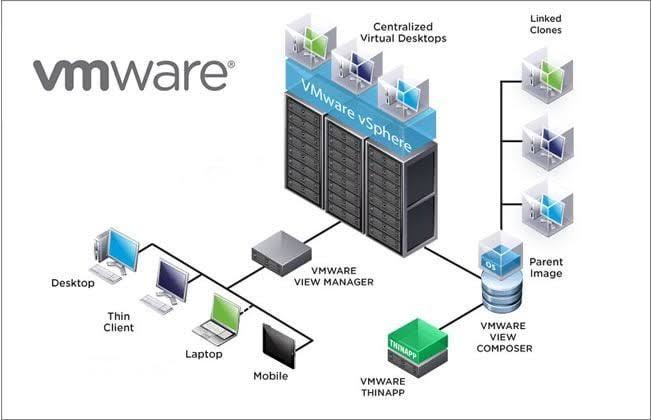 vmware®
Centralized
Virtual Desktops
Linked
Clones
VMware vSphere
Desktop
Thin
Client
Laptop
Mobile
VMWARE
VIEW MANAGER
OS
Parent
Image
VMWARE
VIEW
COMPOSER
THINAPP
VMWARE
THINAPP